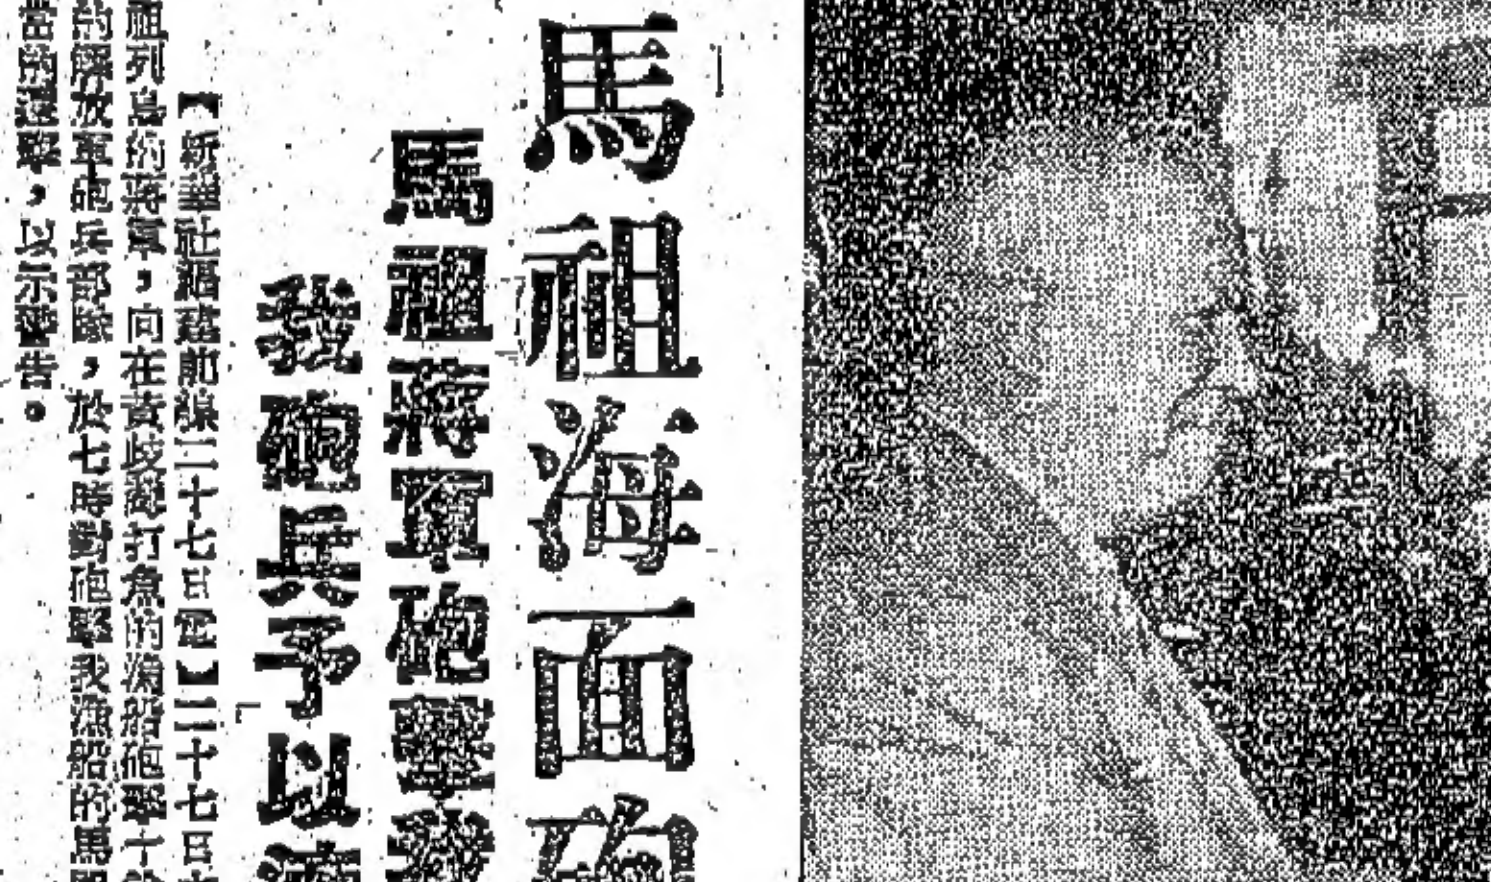 馬祖海面砲
馬祖蔣軍砲擊我
我砲兵予以
【新華社福建前線二十七日電】二十七日
祖列島的蔣軍，向在黃岐邊打魚的漁船砲擊十
的解放軍砲兵部隊，於七時對砲擊我漁船的馬祖
當的還擊，以示警告。